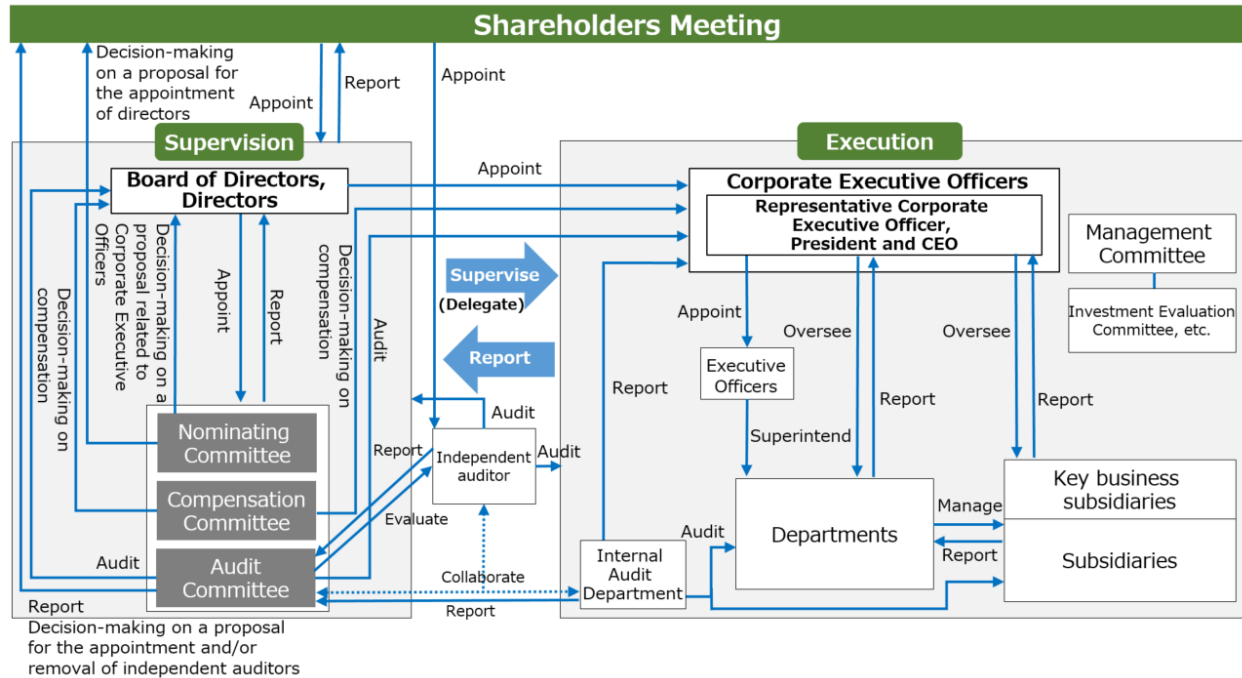 Shareholders Meeting
Decision-making
on a proposal for
the appointment
of directors
Appoint
Report
Appoint
Supervision
Execution
Board of Directors,
Directors
Appoint
Corporate Executive Officers
Representative Corporate
Executive Officer,
President and CEO
Management
Committee
Investment Evaluation
Committee, etc.
Decision-making on
compensation
Decision-making on a
proposal related to
Corporate Executive
Officers
Appoint
Report
Decision-making on
compensation
Audit
Supervise
(Delegate)
Report
Report
Appoint
Executive
Officers
Superintend
Oversee
Report
Oversee
Report
Nominating
Committee
Compensation
Committee
Audit
Committee
Audit
Report
Independent
auditor
Audit
Audit
Evaluate
Collaborate
Report
Internal
Audit
Department
Audit
Departments
Manage
Report
Key business
subsidiaries
Subsidiaries
Report
Decision-making on a proposal
for the appointment and/or
removal of independent auditors